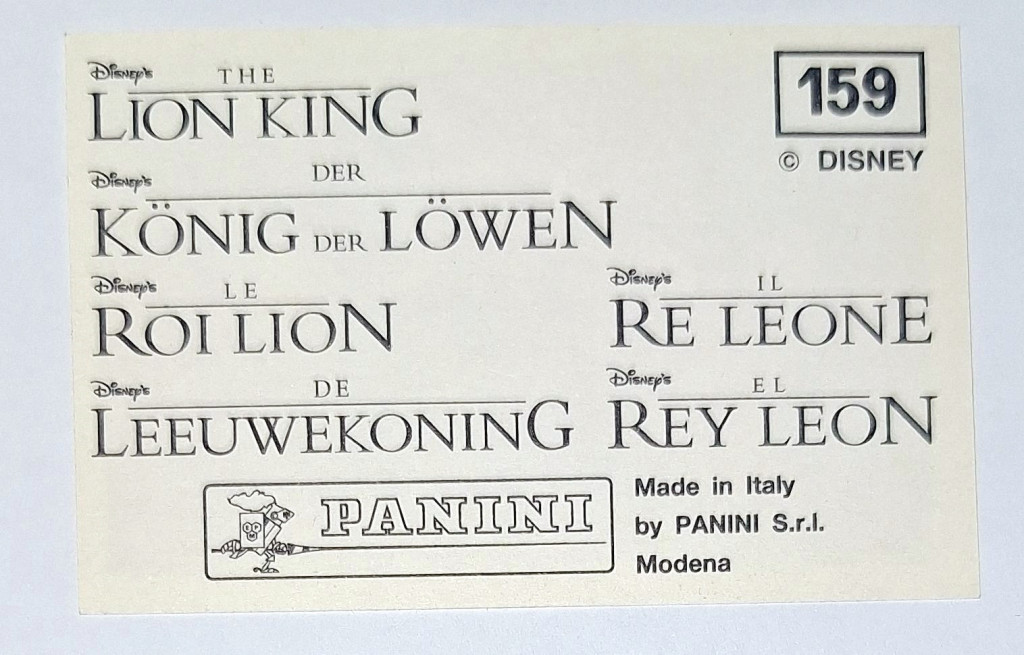 Disney's THE
LION KING
159
© DISNEY
Disney's DER
KÖNIG DER LÖWEN
Disney's LE
ROI LION
Disney's IL
RE LEONE
Disney's DE
LEEUWEKONING
Disney's EL
REY LEON
PANINI
Made in Italy
by PANINI S.r.l.
Modena